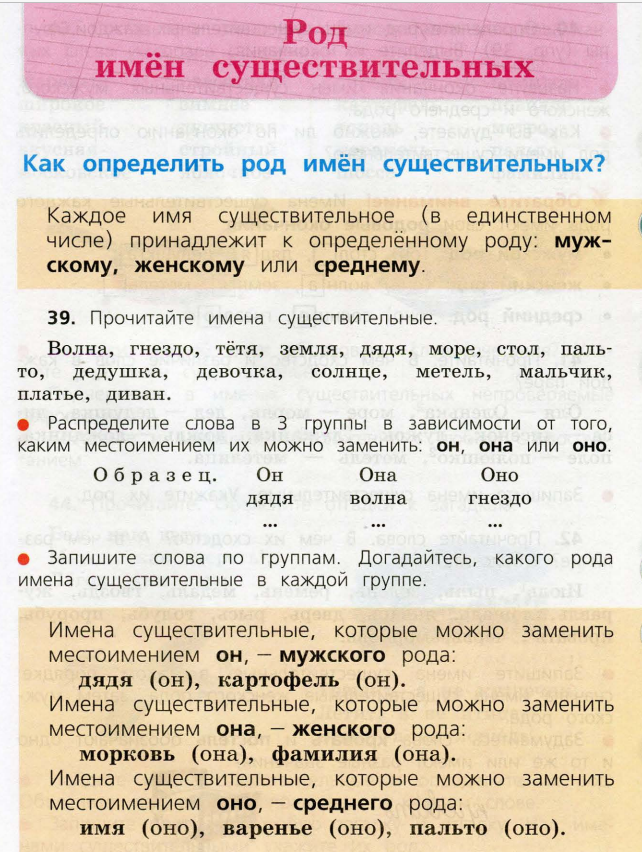 Род
имён существительных
Как определить род имён существительных?
Каждое имя существительное (в единственном
числе) принадлежит к определённому роду: муж-
скому, женскому или среднему.
39. Прочитайте имена существительные.
Волна, гнездо, тётя, земля, дядя, море, стол, паль-
то, дедушка, девочка, солнце, метель, мальчик,
платье, диван.
● Распределите слова в 3 группы в зависимости от того,
каким местоимением их можно заменить: он, она или оно.
Образец. Он Она Оно
дядя волна гнездо
... ... ...
● Запишите слова по группам. Догадайтесь, какого рода
имена существительные в каждой группе.
Имена существительные, которые можно заменить
местоимением он, — мужского рода:
дядя (он), картофель (он).
Имена существительные, которые можно заменить
местоимением она, — женского рода:
морковь (она), фамилия (она).
Имена существительные, которые можно заменить
местоимением оно, — среднего рода:
имя (оно), варенье (оно), пальто (оно).